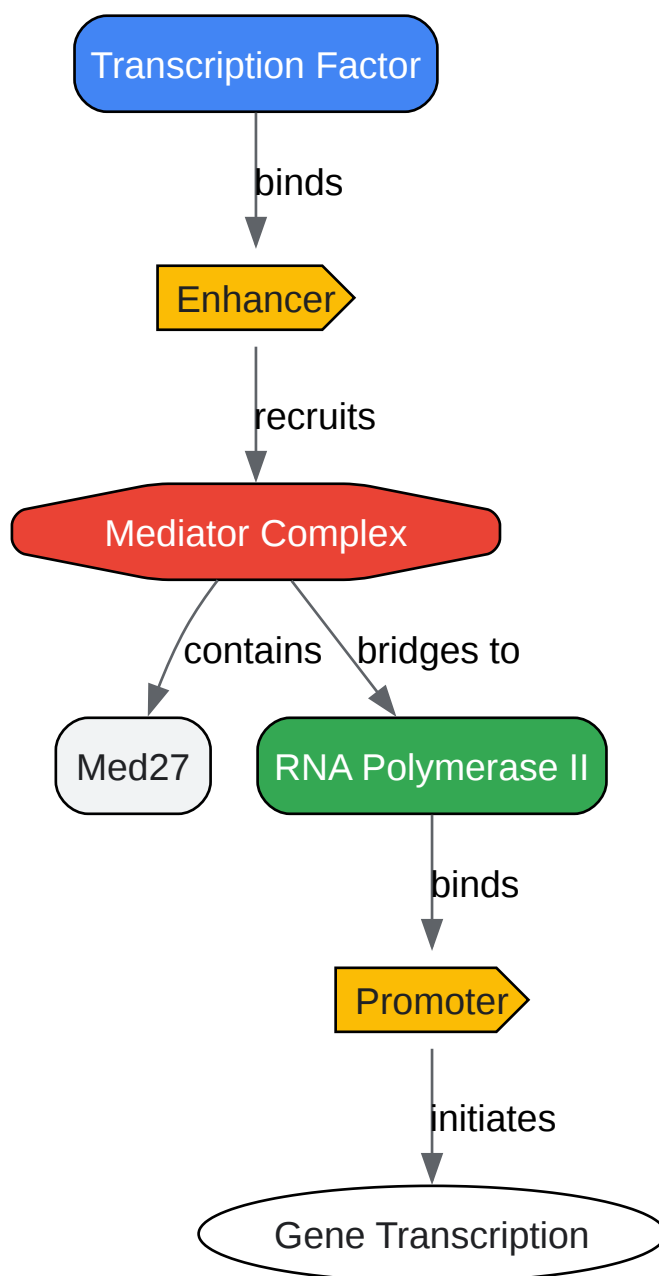 Transcription Factor
binds
Enhancer
recruits
Mediator Complex
contains
bridges to
Med27
RNA Polymerase II
binds
Promoter
initiates
Gene Transcription